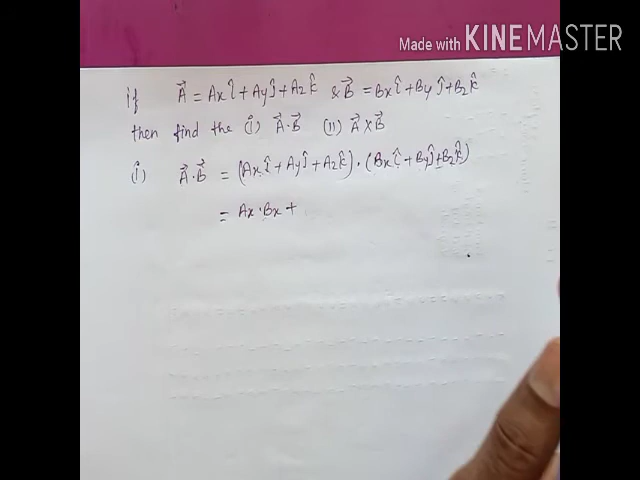 Made with KINEMASTER
if A⃗ = Axî + Ayĵ + Azk̂ & B⃗ = Bxî + Byĵ + Bzk̂
then find the (i) A⃗·B⃗ (ii) A⃗×B⃗
(i) A⃗·B⃗ = (Axî + Ayĵ + Azk̂)·(Bxî + Byĵ + Bzk̂)
= Ax·Bx +